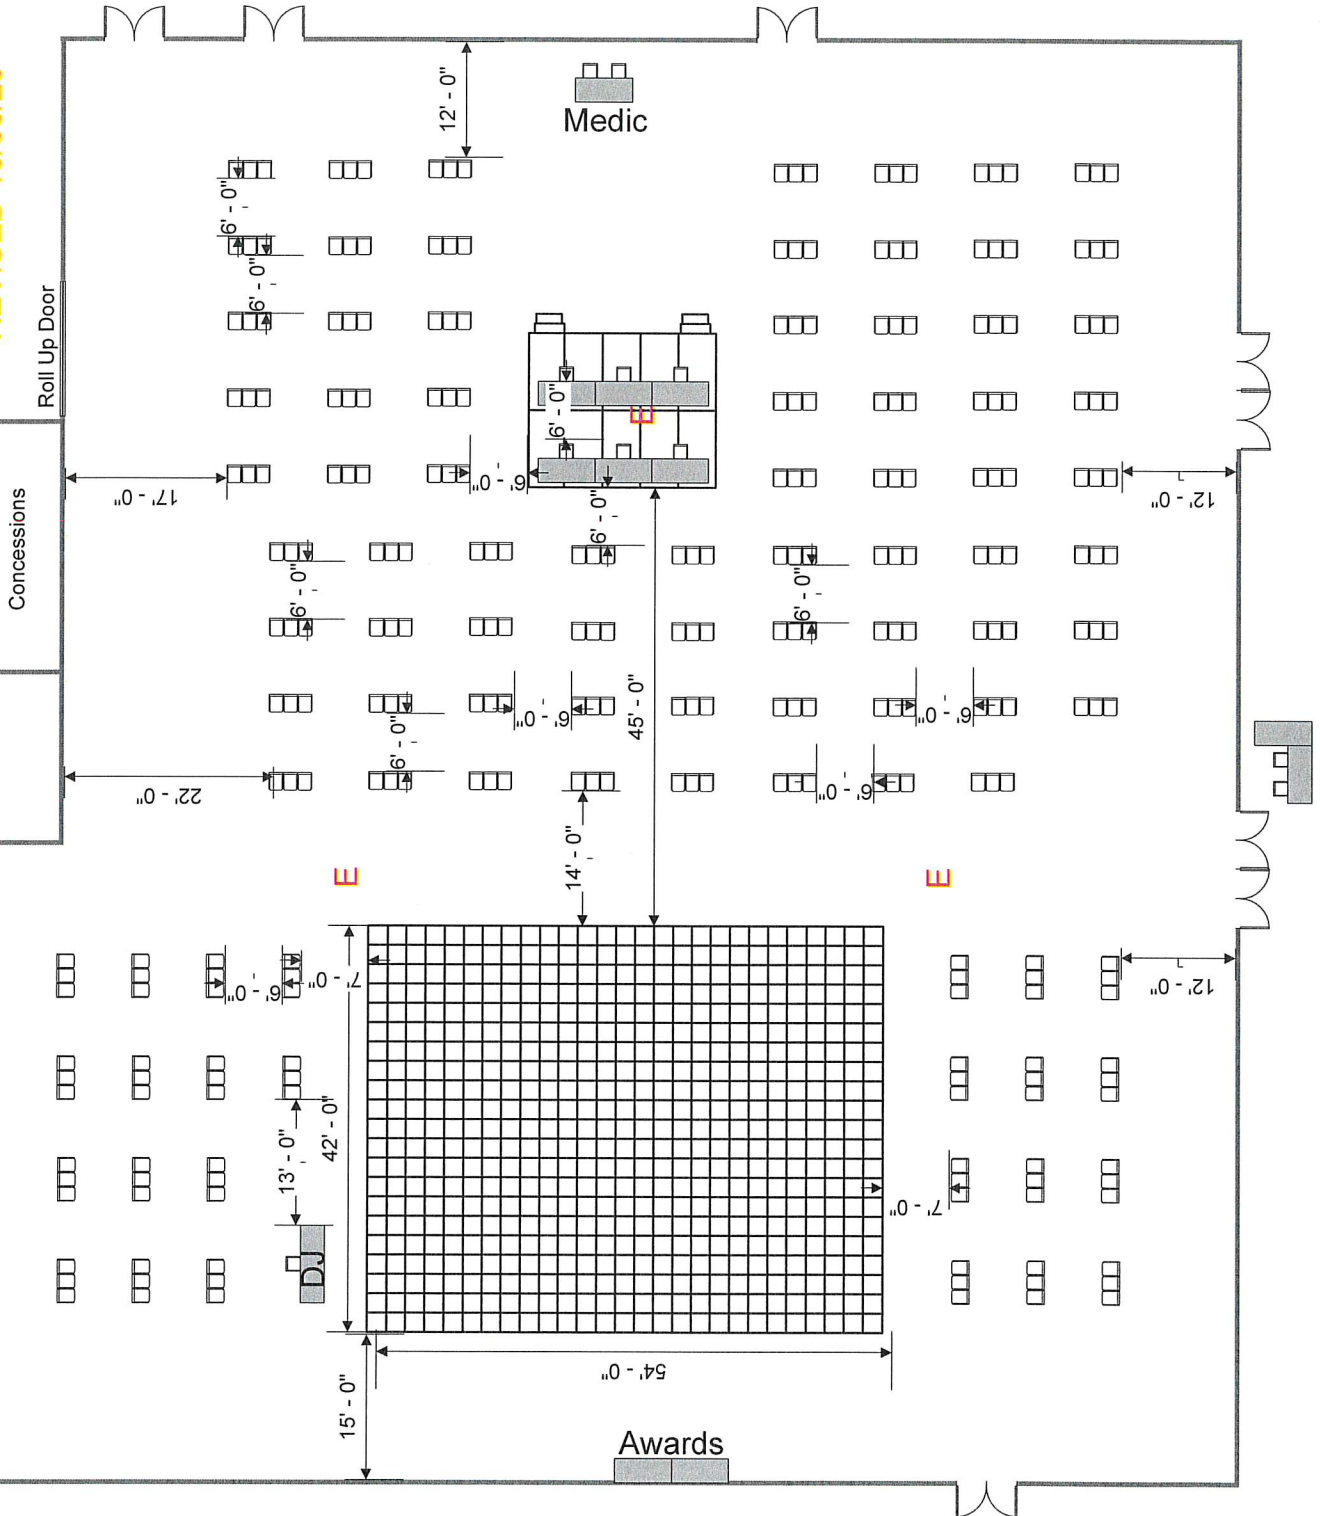 Roll Up Door
Concessions
Medic
12' - 0"
6' - 0"
6' - 0"
17' - 0"
6' - 0"
6' - 0"
E
6' - 0"
12' - 0"
6' - 0"
6' - 0"
6' - 0"
6' - 0"
45' - 0"
6' - 0"
6' - 0"
22' - 0"
6' - 0"
14' - 0"
E
E
6' - 0"
7' - 0"
12' - 0"
42' - 0"
13' - 0"
7' - 0"
DJ
54' - 0"
15' - 0"
Awards